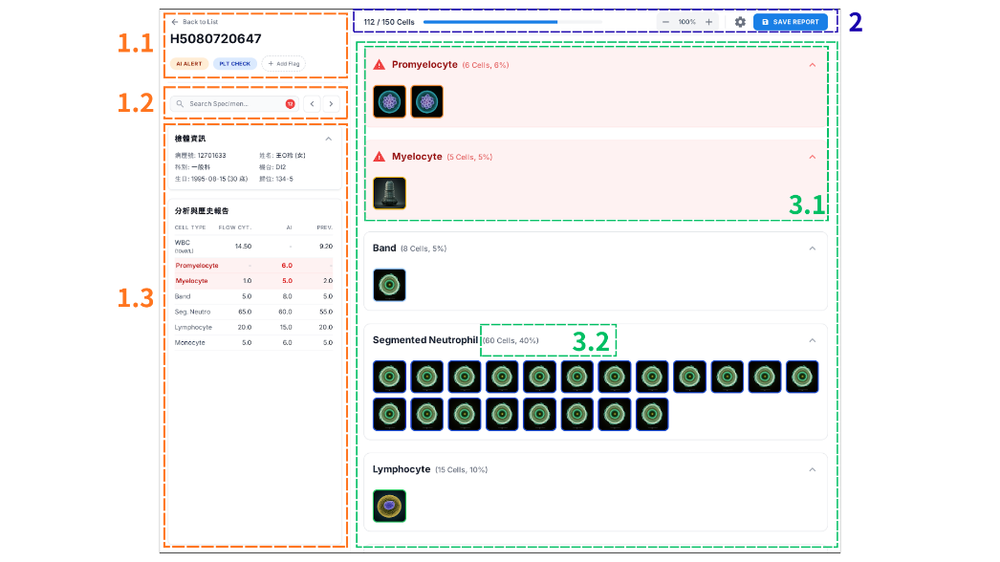 1.1
Back to List
H5080720647
AI ALERT
PLT CHECK
+ Add Flag
1.2
Search Specimen...
12
1.3
檢體資訊
病歷號: 12701633
姓名: 王O玲 (女)
科別: 一般科
機台: DI2
生日: 1995-08-15 (30 歲)
歸位: 134-5
分析與歷史報告
CELL TYPE FLOW CYT. AI PREV.
WBC 14.50 - 9.20
Promyelocyte - 6.0 -
Myelocyte 1.0 5.0 2.0
Band 5.0 8.0 5.0
Seg. Neutro 65.0 60.0 55.0
Lymphocyte 20.0 15.0 20.0
Monocyte 5.0 6.0 5.0
112 / 150 Cells
100%
SAVE REPORT
2
Promyelocyte (6 Cells, 6%)
Myelocyte (5 Cells, 5%)
3.1
Band (8 Cells, 5%)
Segmented Neutrophil (60 Cells, 40%)
3.2
Lymphocyte (15 Cells, 10%)